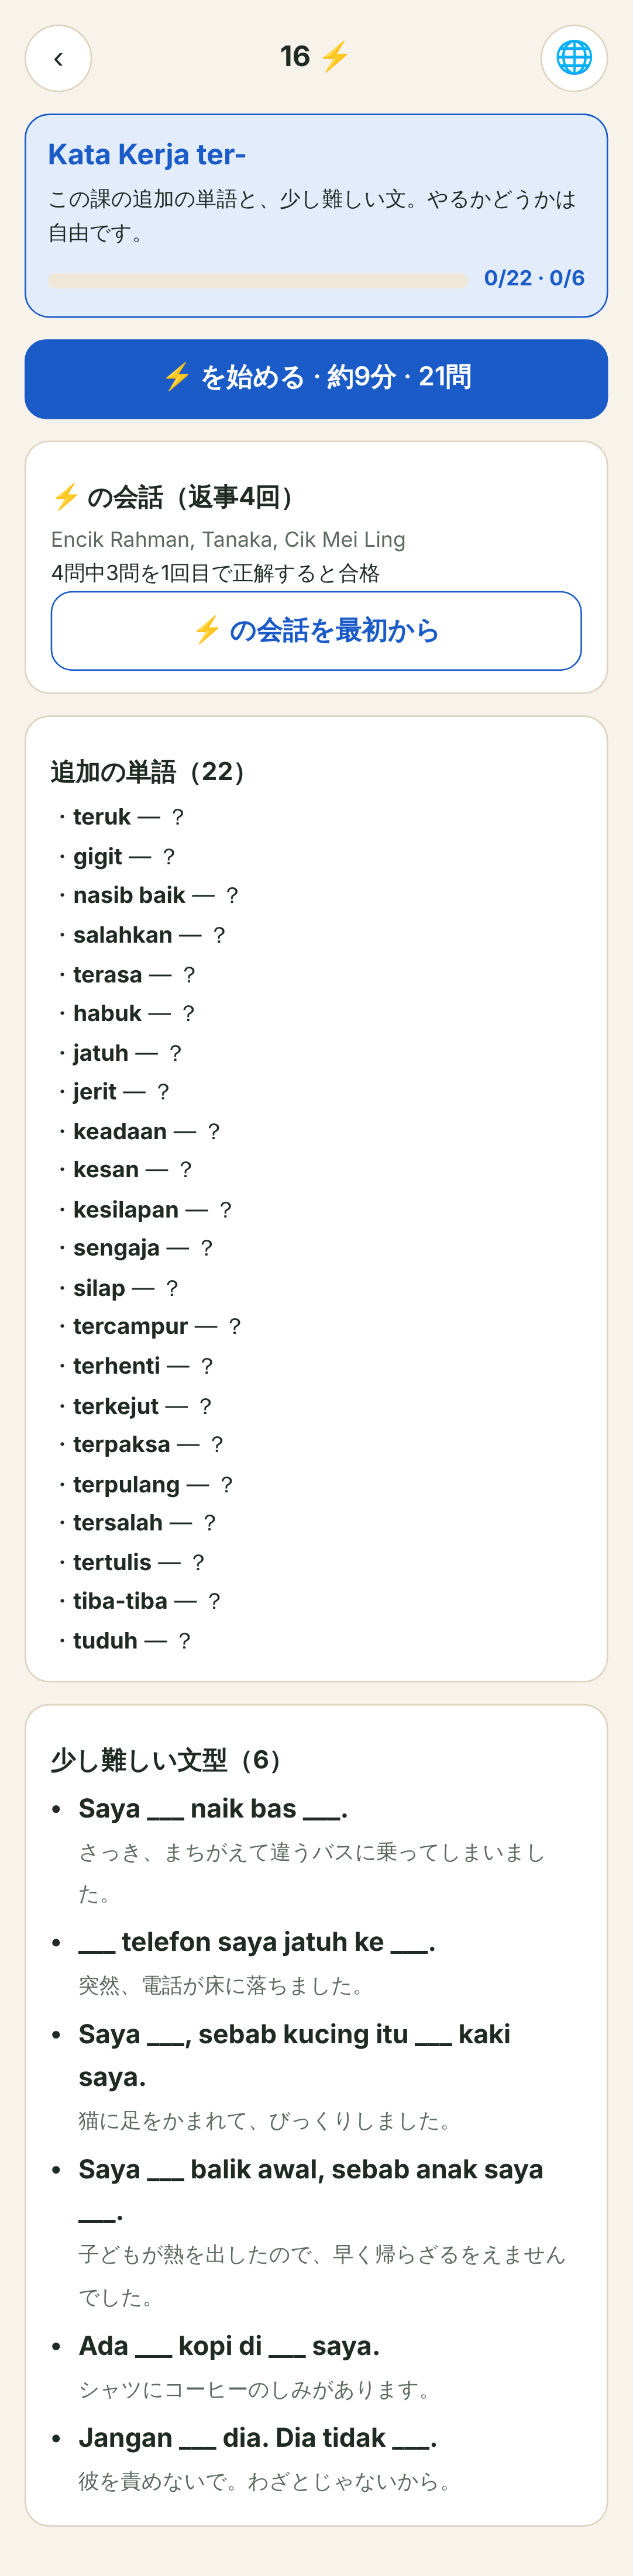 ‹
16 ⚡
🌐
Kata Kerja ter-
この課の追加の単語と、少し難しい文。やるかどうかは
自由です。
0/22 · 0/6
⚡ を始める · 約9分 · 21問
⚡ の会話（返事4回）
Encik Rahman, Tanaka, Cik Mei Ling
4問中3問を1回目で正解すると合格
⚡ の会話を最初から
追加の単語（22）
· teruk — ？
· gigit — ？
· nasib baik — ？
· salahkan — ？
· terasa — ？
· habuk — ？
· jatuh — ？
· jerit — ？
· keadaan — ？
· kesan — ？
· kesilapan — ？
· sengaja — ？
· silap — ？
· tercampur — ？
· terhenti — ？
· terkejut — ？
· terpaksa — ？
· terpulang — ？
· tersalah — ？
· tertulis — ？
· tiba-tiba — ？
· tuduh — ？
少し難しい文型（6）
• Saya ___ naik bas ___.
さっき、まちがえて違うバスに乗ってしまいまし
た。
• ___ telefon saya jatuh ke ___.
突然、電話が床に落ちました。
• Saya ___, sebab kucing itu ___ kaki
saya.
猫に足をかまれて、びっくりしました。
• Saya ___ balik awal, sebab anak saya
___.
子どもが熱を出したので、早く帰らざるをえません
でした。
• Ada ___ kopi di ___ saya.
シャツにコーヒーのしみがあります。
• Jangan ___ dia. Dia tidak ___.
彼を責めないで。わざとじゃないから。